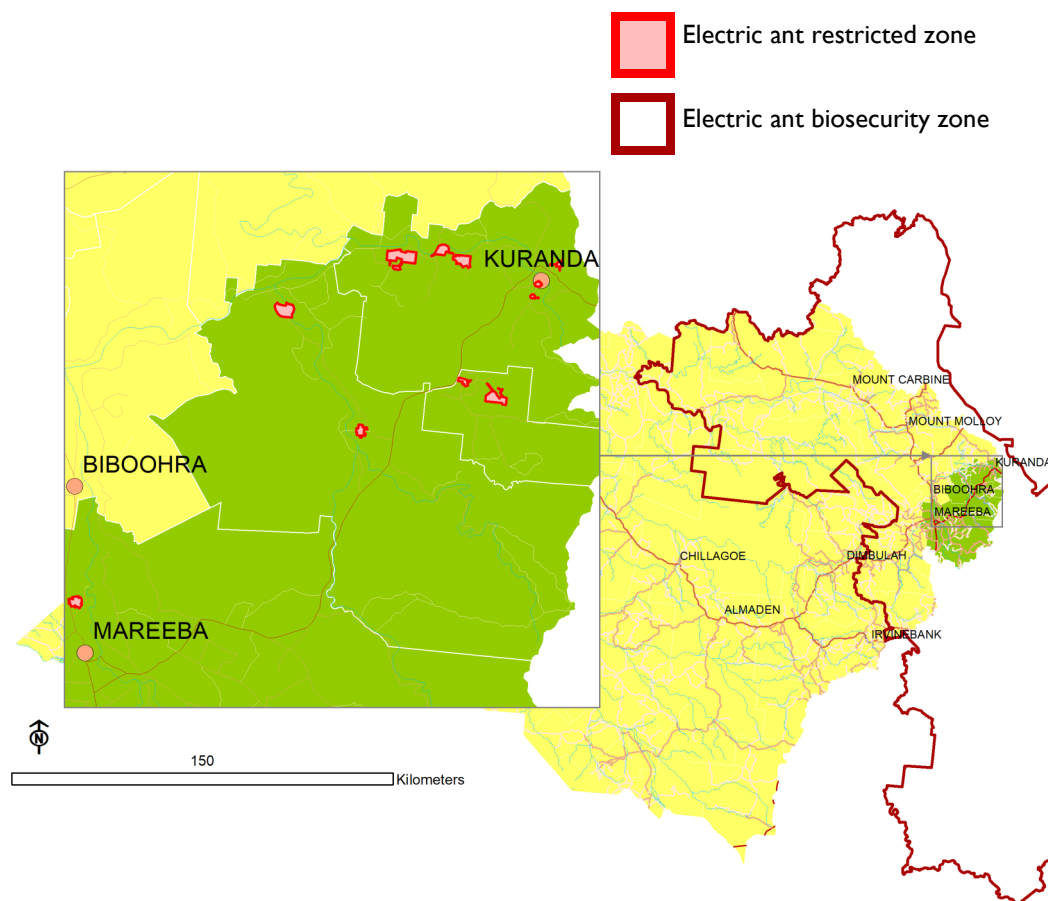 Electric ant restricted zone
Electric ant biosecurity zone
KURANDA
BIBOOHRA
MAREEBA
MOUNT CARBINE
MOUNT MOLLOY
KURANDA
BIBOOHRA
MAREEBA
CHILLAGOE
DIMBULAH
ALMADEN
IRVINEBANK
N
150
Kilometers